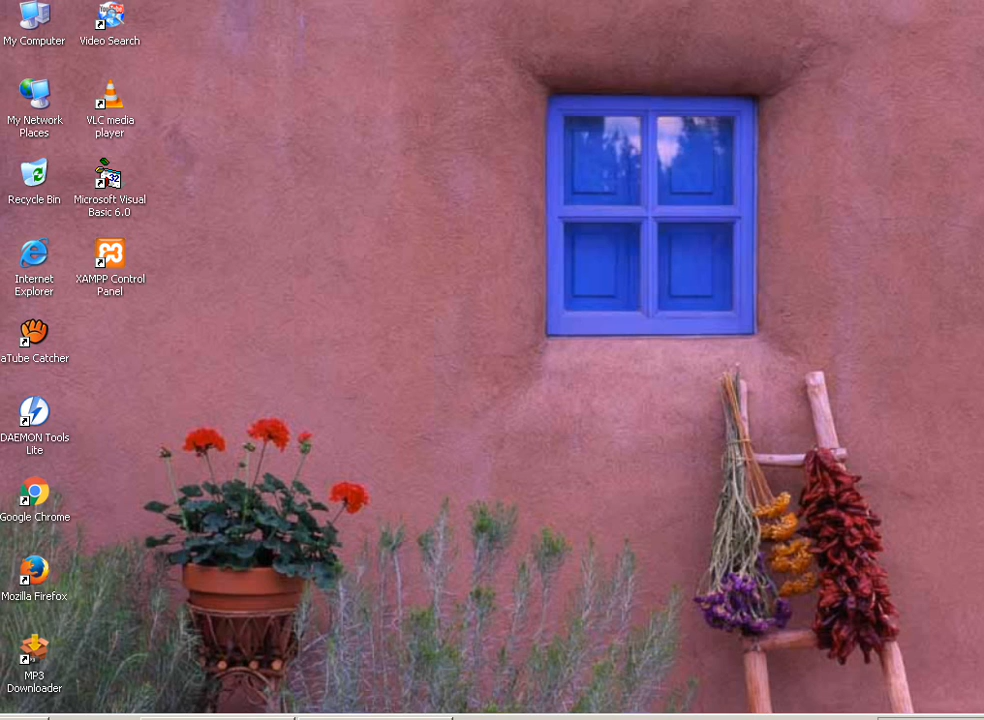 My Computer
Video Search
My Network
Places
VLC media
player
Recycle Bin
Microsoft Visual
Basic 6.0
Internet
Explorer
XAMPP Control
Panel
aTube Catcher
DAEMON Tools
Lite
Google Chrome
Mozilla Firefox
MP3
Downloader